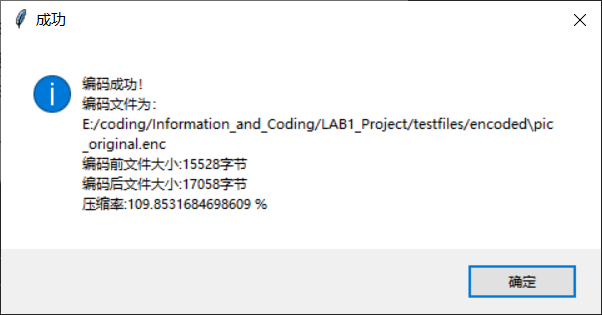 成功
编码成功！
编码文件为：
E:/coding/Information_and_Coding/LAB1_Project/testfiles/encoded\pic
_original.enc
编码前文件大小:15528字节
编码后文件大小:17058字节
压缩率:109.8531684698609 %
确定